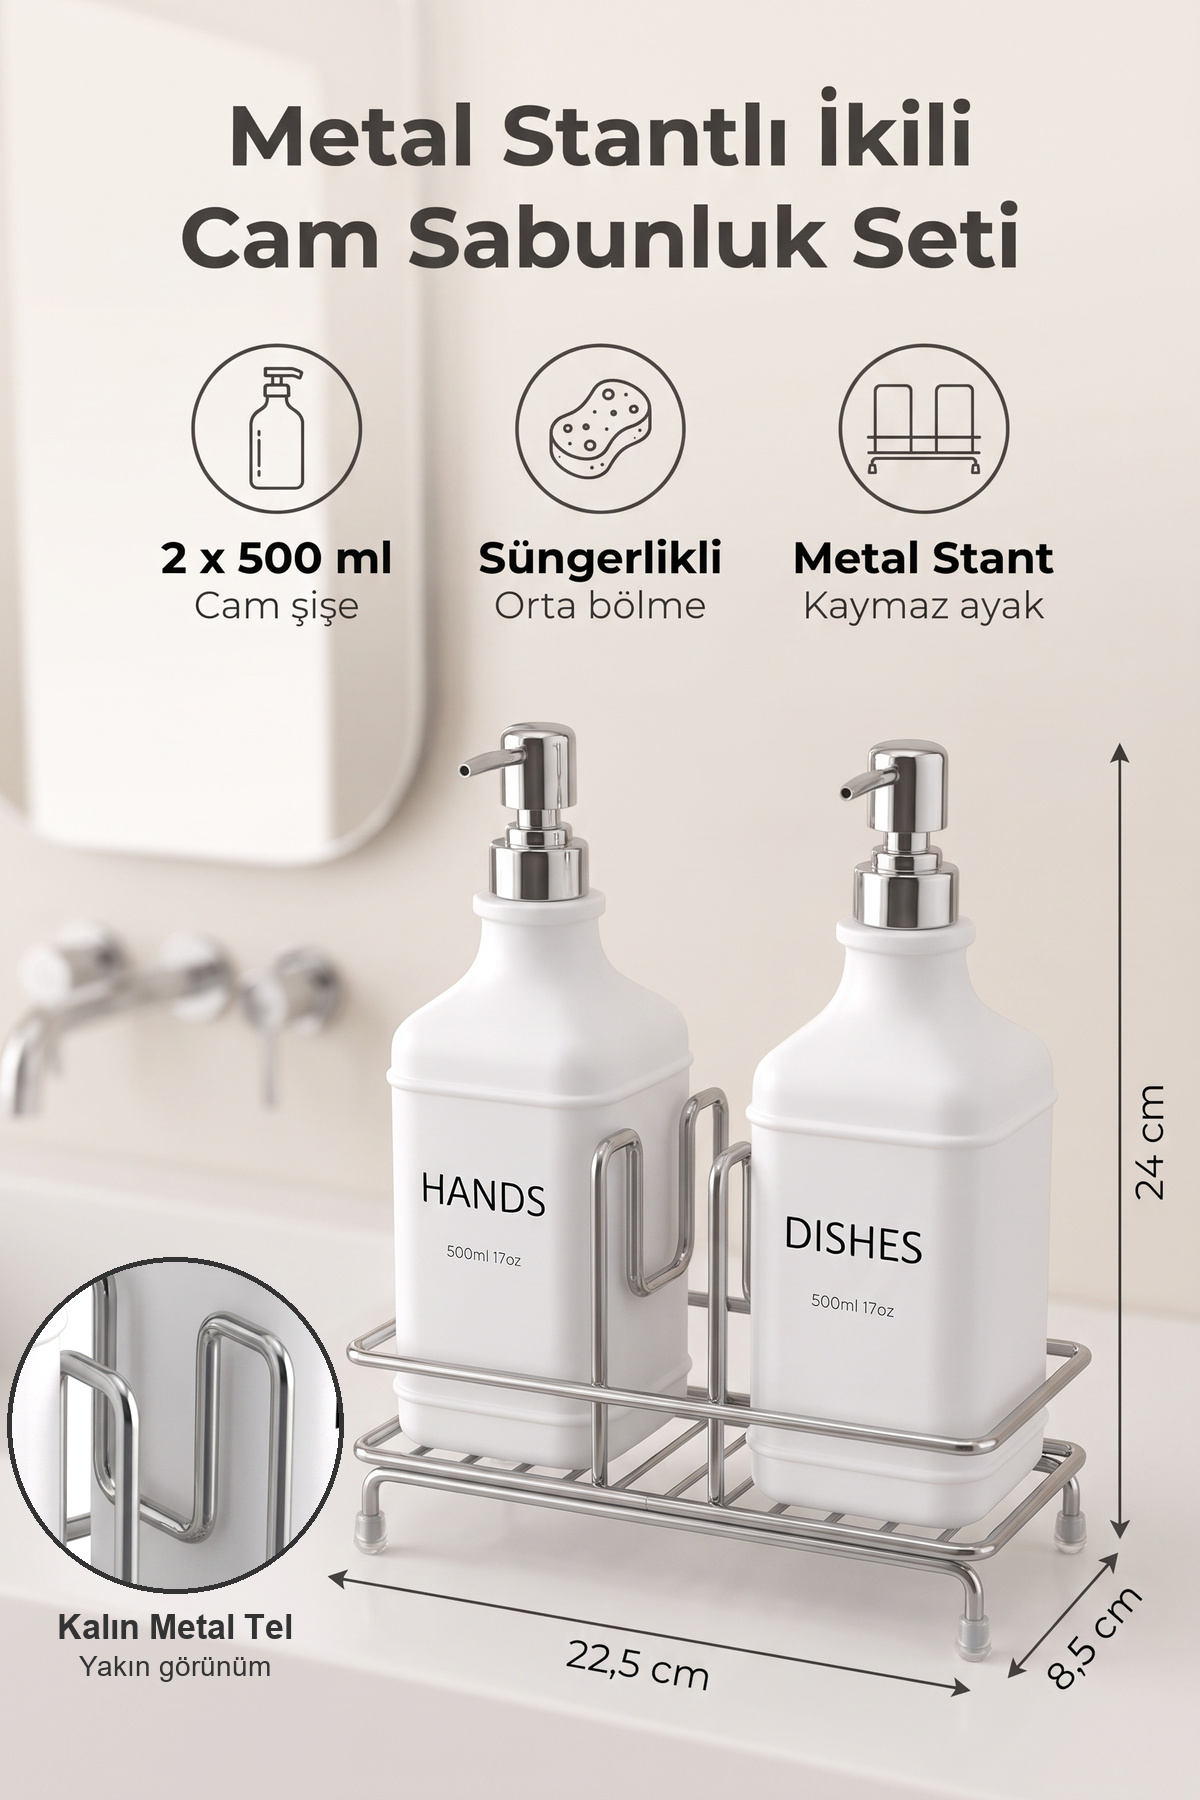 Metal Stantlı İkili
Cam Sabunluk Seti
2 x 500 ml
Cam şişe
Süngerlikli
Orta bölme
Metal Stant
Kaymaz ayak
HANDS
500ml 17oz
DISHES
500ml 17oz
24 cm
Kalın Metal Tel
Yakın görünüm
22,5 cm
8,5 cm